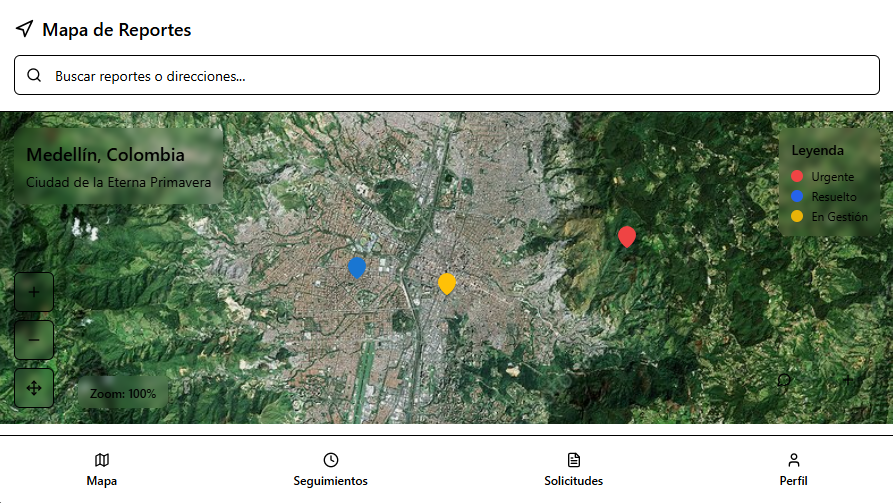 Mapa de Reportes
Buscar reportes o direcciones...
Medellín, Colombia
Ciudad de la Eterna Primavera
Leyenda
Urgente
Resuelto
En Gestión
Zoom: 100%
Mapa
Seguimientos
Solicitudes
Perfil